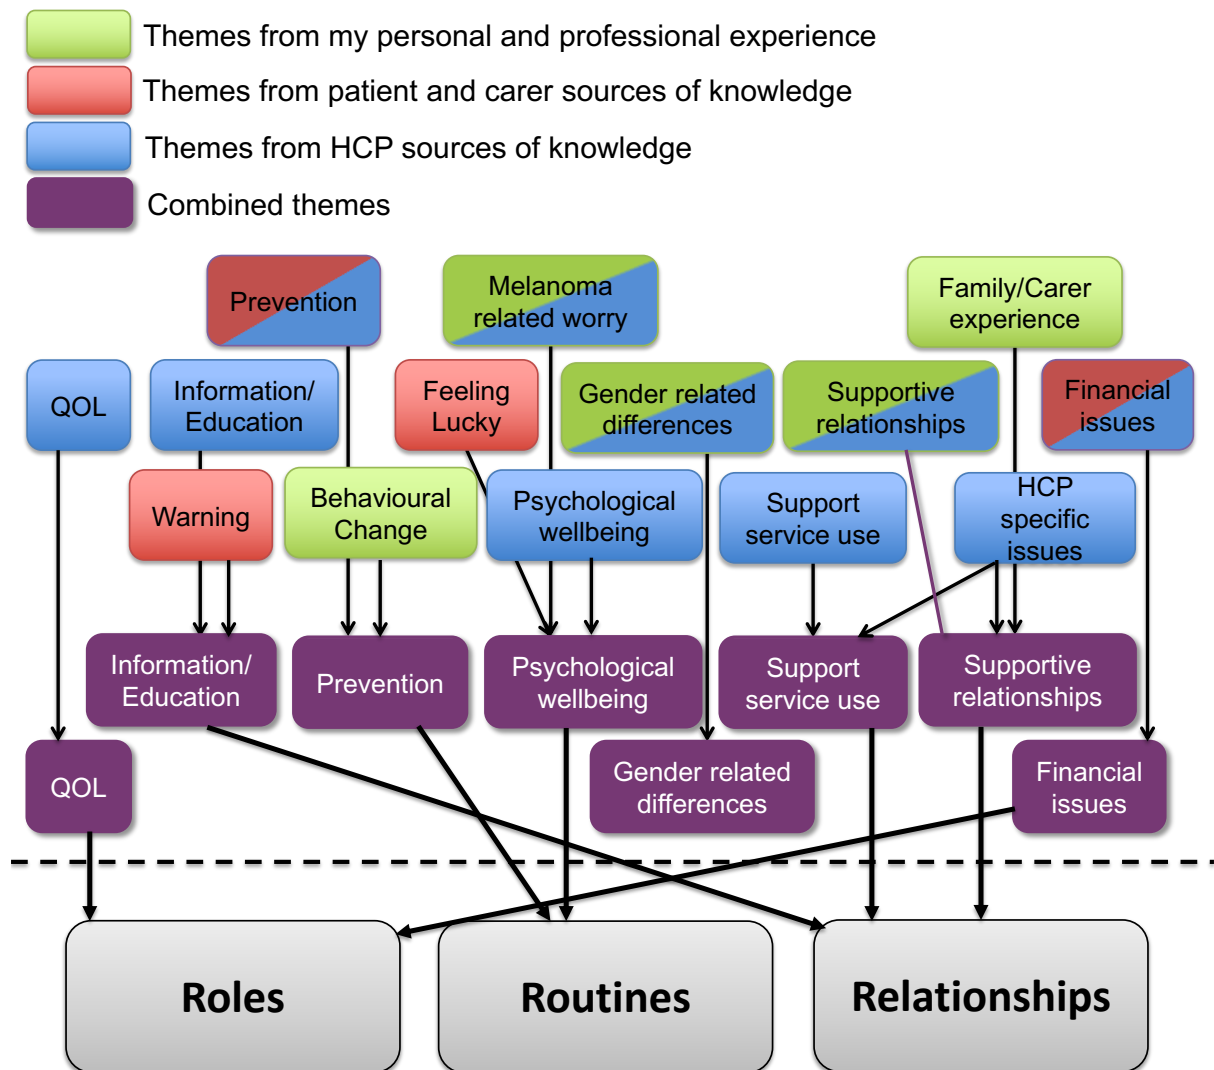 Themes from my personal and professional experience
Themes from patient and carer sources of knowledge
Themes from HCP sources of knowledge
Combined themes
Prevention
Melanoma
related worry
Family/Carer
experience
QOL
Information/
Education
Feeling
Lucky
Gender related
differences
Supportive
relationships
Financial
issues
Warning
Behavioural
Change
Psychological
wellbeing
Support
service use
HCP
specific
issues
Information/
Education
Prevention
Psychological
wellbeing
Support
service use
Supportive
relationships
QOL
Gender related
differences
Financial
issues
Roles
Routines
Relationships